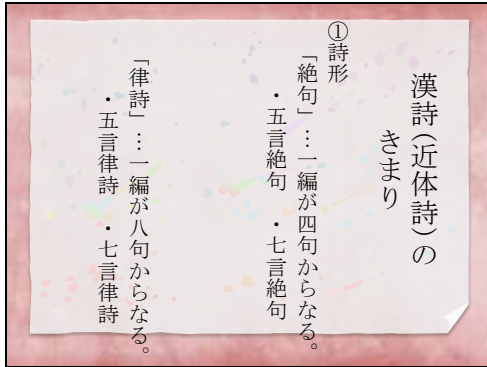 漢詩（近体詩）の
きまり
①詩形
「絶句」…一編が四句からなる。
・五言絶句　・七言絶句
「律詩」…一編が八句からなる。
・五言律詩　・七言律詩